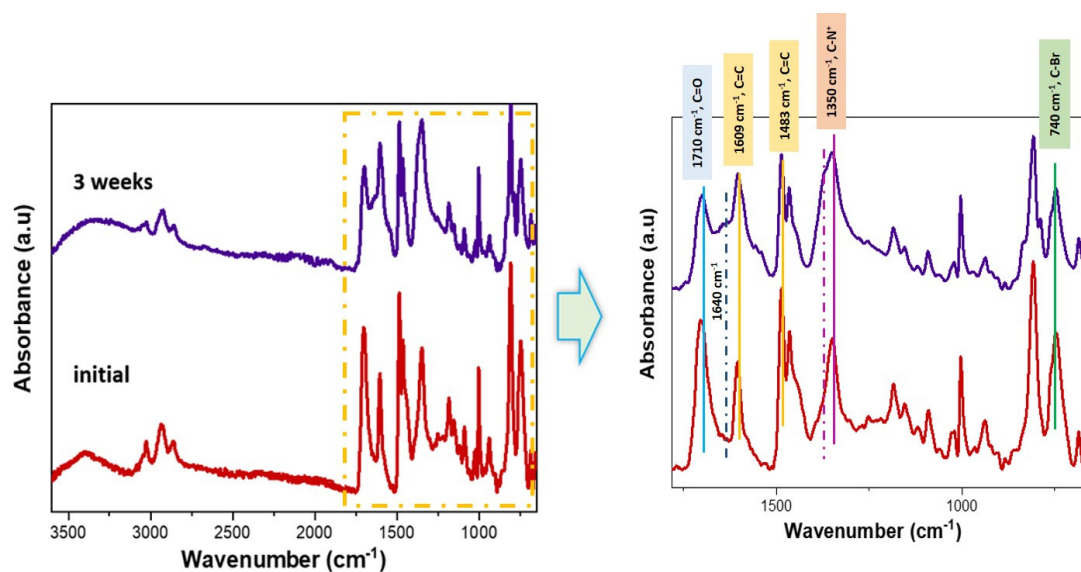 Absorbance (a.u)
3 weeks
initial
3500 3000 2500 2000 1500 1000
Wavenumber (cm⁻¹)
1710 cm⁻¹, C=O
1609 cm⁻¹, C=C
1483 cm⁻¹, C=C
1350 cm⁻¹, C-N⁺
740 cm⁻¹, C-Br
1640 cm⁻¹
Absorbance (a.u)
1500 1000
Wavenumber (cm⁻¹)